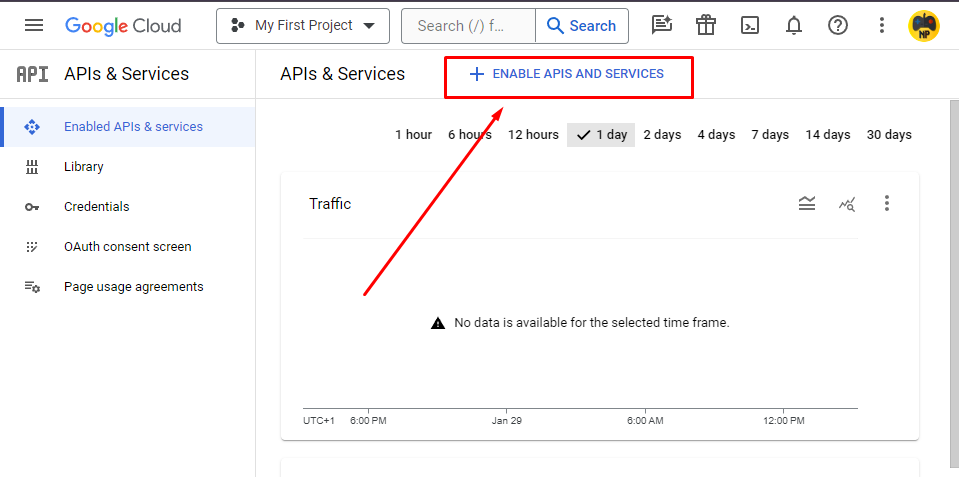 Google Cloud
My First Project
Search (/) f...
Search
NP
API
APIs & Services
Enabled APIs & services
Library
Credentials
OAuth consent screen
Page usage agreements
APIs & Services
ENABLE APIS AND SERVICES
1 hour 6 hours 12 hours 1 day 2 days 4 days 7 days 14 days 30 days
Traffic
No data is available for the selected time frame.
UTC+1 6:00 PM Jan 29 6:00 AM 12:00 PM